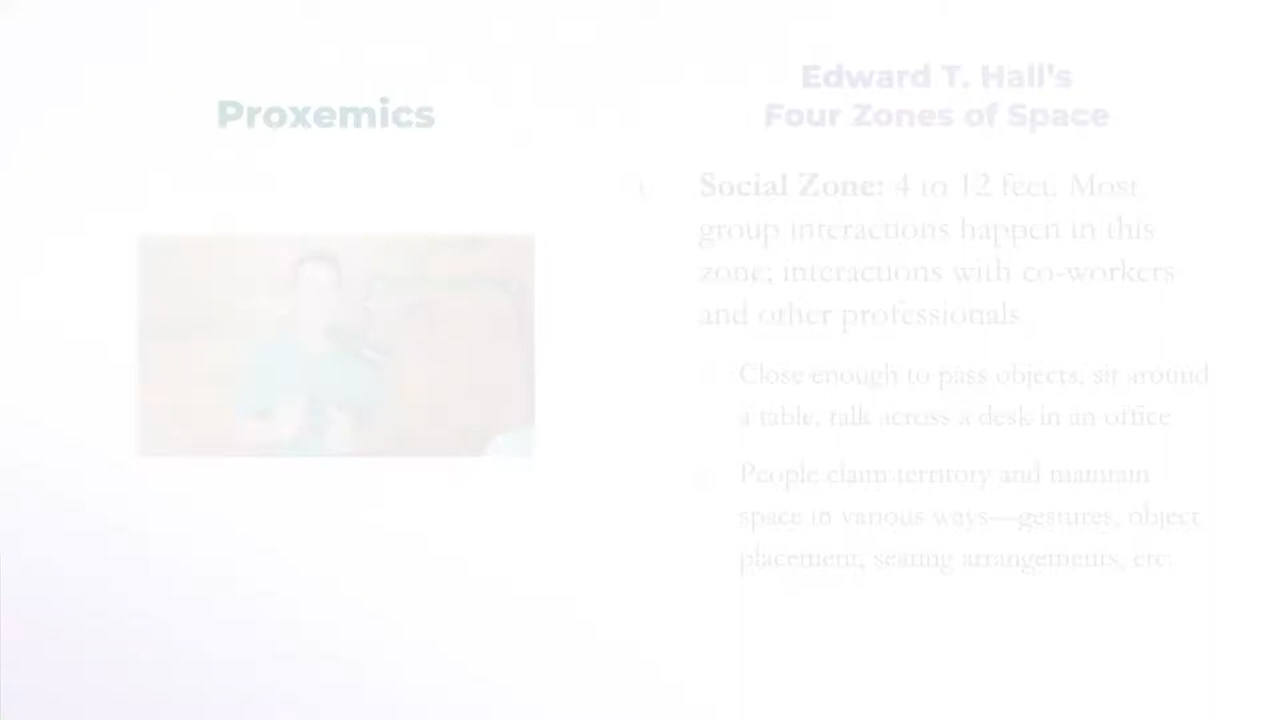 Proxemics
Edward T. Hall's
Four Zones of Space
Social Zone: 4 to 12 feet. Most
group interactions happen in this
zone; interactions with co-workers
and other professionals
Close enough to pass objects, sit around
a table, talk across a desk in an office
People claim territory and maintain
space in various ways—gestures, object
placement, seating arrangements, etc.